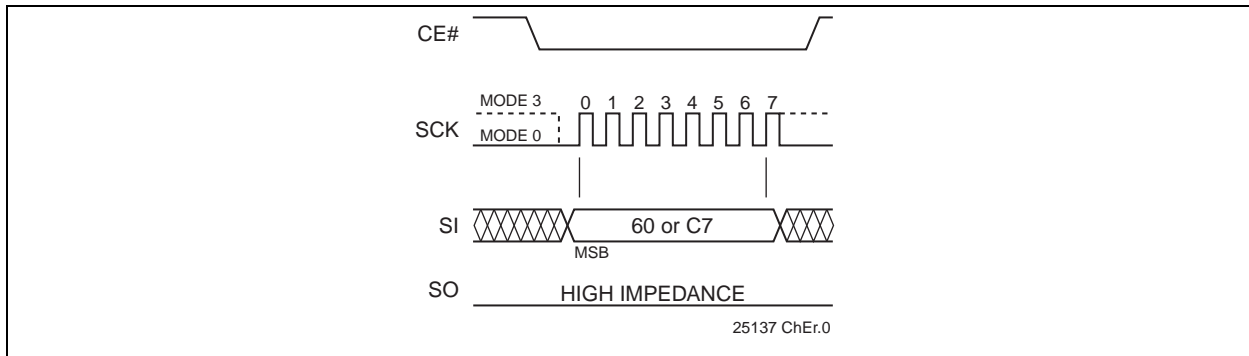 CE#
MODE 3
0 1 2 3 4 5 6 7
SCK
MODE 0
SI
60 or C7
MSB
SO
HIGH IMPEDANCE
25137 ChEr.0